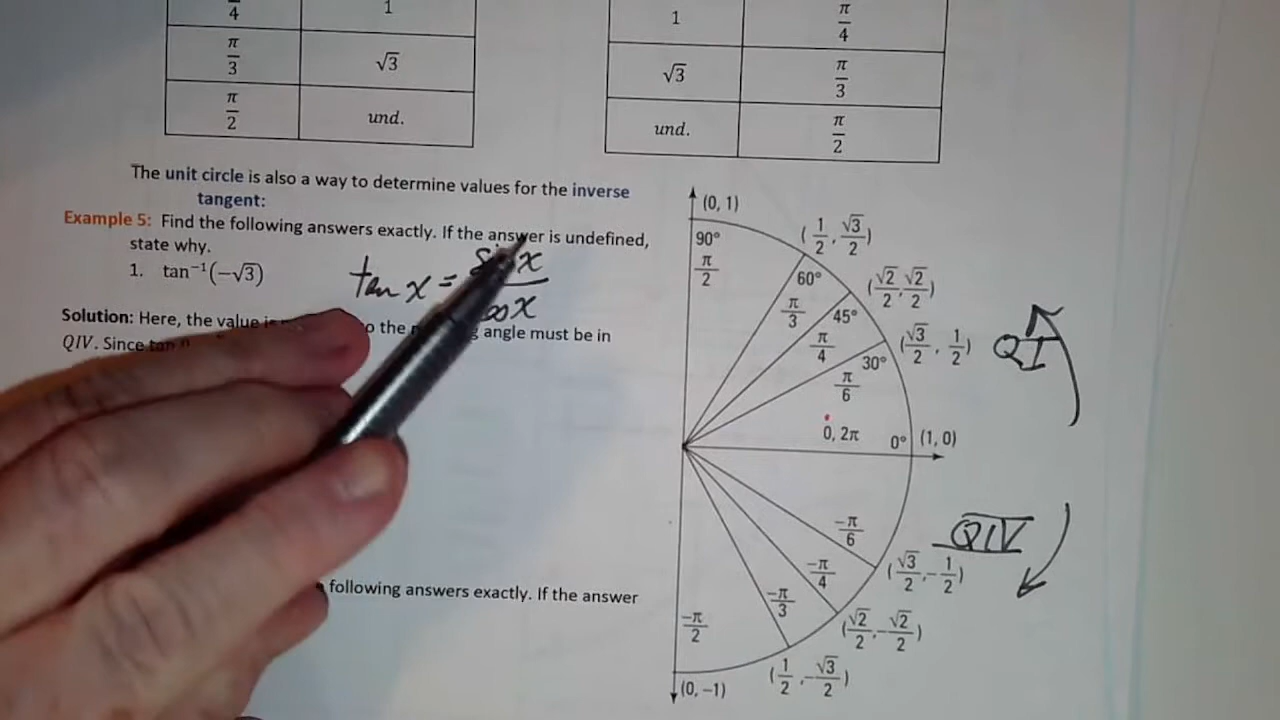 4 1
π/3 √3
π/2 und.
1 π/4
√3 π/3
und. π/2
The unit circle is also a way to determine values for the inverse
tangent:
Example 5: Find the following answers exactly. If the answer is undefined,
state why.
1. tan⁻¹(−√3)
tan x = x
x
Solution: Here, the value o the angle must be in
QIV. Since tan
following answers exactly. If the answer
(0, 1)
90°
π/2
(1/2, √3/2)
60°
π/3
(√2/2, √2/2)
45°
π/4
(√3/2, 1/2)
30°
π/6
QI
0, 2π 0° (1, 0)
−π/6
QIV
(√3/2, −1/2)
−π/4
(√2/2, −√2/2)
−π/3
(1/2, −√3/2)
−π/2
(0, −1)